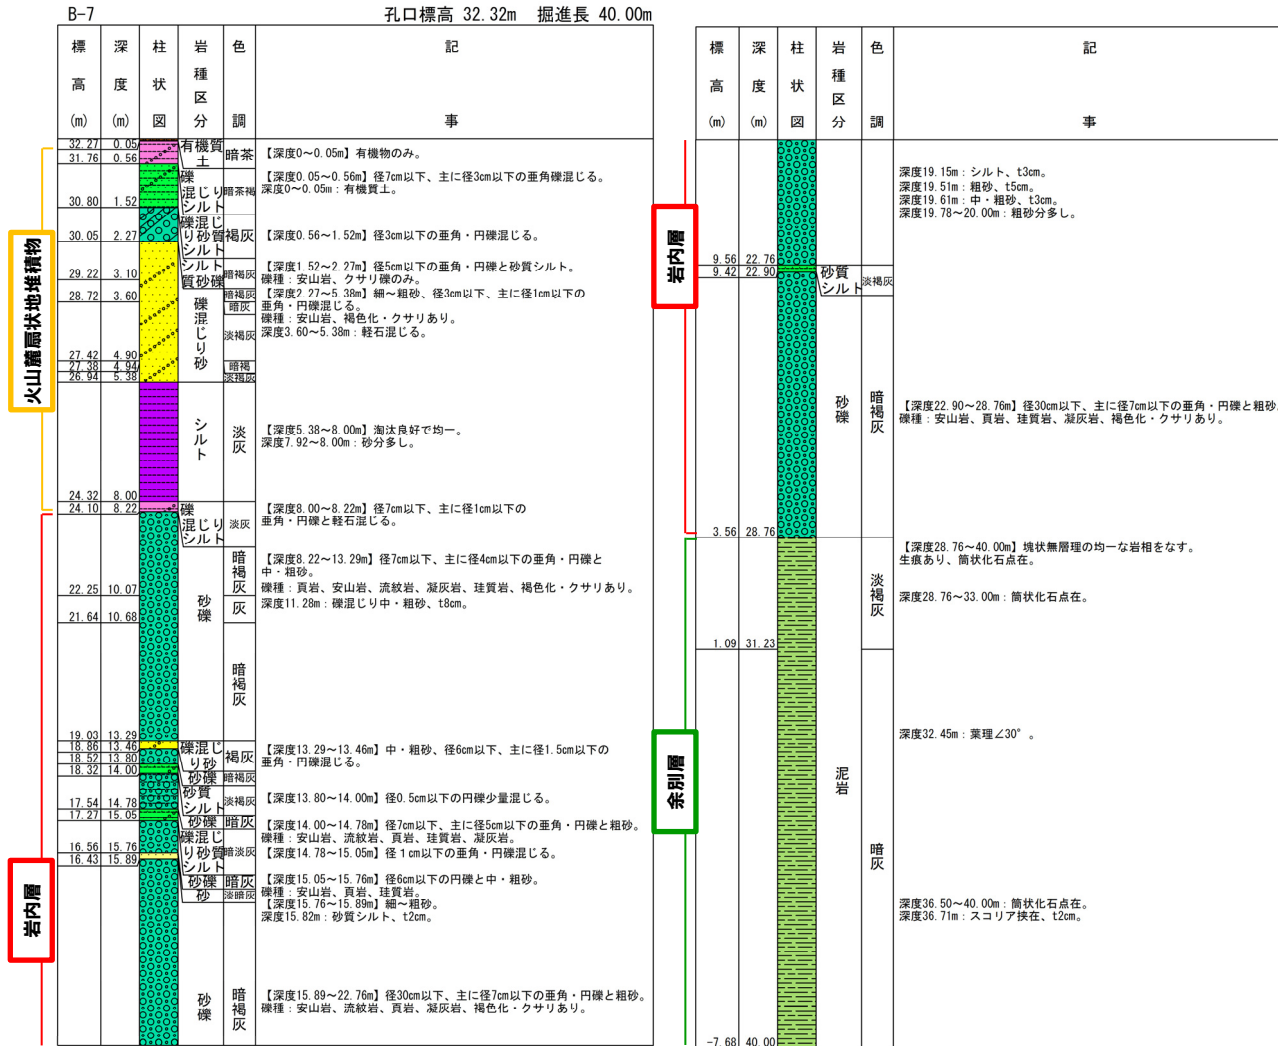 B-7 孔口標高 32.32m 掘進長 40.00m
標高(m) 深度(m) 柱状図 岩種区分 色調 記事
32.27 0.05
31.76 0.56
30.80 1.52
30.05 2.27
29.22 3.10
28.72 3.60
27.42 4.90
27.38 4.94
26.94 5.38
24.32 8.00
24.10 8.22
22.25 10.07
21.64 10.68
19.03 13.29
18.86 13.46
18.52 13.80
18.32 14.00
17.54 14.78
17.27 15.05
16.56 15.76
16.43 15.89
火山麓扇状地堆積物
岩内層
有機質土
礫混じりシルト
礫混じり砂質シルト
シルト質砂礫
礫混じり砂
シルト
礫混じりシルト
砂礫
礫混じり砂
砂礫
砂質シルト
砂礫
礫混じり砂質シルト
砂礫
砂
砂礫
暗茶
暗茶褐
褐灰
暗褐灰
暗褐灰
暗灰
淡褐灰
暗褐
淡褐灰
淡灰
淡灰
暗褐灰
灰
暗褐灰
褐灰
暗褐灰
淡褐灰
暗灰
暗淡灰
暗灰
淡暗灰
暗褐灰
【深度0～0.05m】有機物のみ。
【深度0.05～0.56m】径7cm以下、主に径3cm以下の亜角礫混じる。
深度0～0.05m：有機質土。
【深度0.56～1.52m】径3cm以下の亜角・円礫混じる。
【深度1.52～2.27m】径5cm以下の亜角・円礫と砂質シルト。
礫種：安山岩、クサリ礫のみ。
【深度2.27～5.38m】細～粗砂、径3cm以下、主に径1cm以下の
亜角・円礫混じる。
礫種：安山岩、褐色化・クサリあり。
深度3.60～5.38m：軽石混じる。
【深度5.38～8.00m】淘汰良好で均一。
深度7.92～8.00m：砂分多し。
【深度8.00～8.22m】径7cm以下、主に径1cm以下の
亜角・円礫と軽石混じる。
【深度8.22～13.29m】径7cm以下、主に径4cm以下の亜角・円礫と
中・粗砂。
礫種：頁岩、安山岩、流紋岩、凝灰岩、珪質岩、褐色化・クサリあり。
深度11.28m：礫混じり中・粗砂、t8cm。
【深度13.29～13.46m】中・粗砂、径6cm以下、主に径1.5cm以下の
亜角・円礫混じる。
【深度13.80～14.00m】径0.5cm以下の円礫少量混じる。
【深度14.00～14.78m】径7cm以下、主に径5cm以下の亜角・円礫と粗砂。
礫種：安山岩、流紋岩、頁岩、珪質岩、凝灰岩。
【深度14.78～15.05m】径１cm以下の亜角・円礫混じる。
【深度15.05～15.76m】径6cm以下の円礫と中・粗砂。
礫種：安山岩、頁岩、珪質岩。
【深度15.76～15.89m】細～粗砂。
深度15.82m：砂質シルト、t2cm。
【深度15.89～22.76m】径30cm以下、主に径7cm以下の亜角・円礫と粗砂。
礫種：安山岩、流紋岩、頁岩、凝灰岩、褐色化・クサリあり。
標高(m) 深度(m) 柱状図 岩種区分 色調 記事
9.56 22.76
9.42 22.90
3.56 28.76
1.09 31.23
-7.68 40.00
岩内層
余別層
砂質シルト
砂礫
泥岩
淡褐灰
暗褐灰
淡褐灰
暗灰
深度19.15m：シルト、t3cm。
深度19.51m：粗砂、t5cm。
深度19.61m：中・粗砂、t3cm。
深度19.78～20.00m：粗砂分多し。
【深度22.90～28.76m】径30cm以下、主に径7cm以下の亜角・円礫と粗砂。
礫種：安山岩、頁岩、珪質岩、凝灰岩、褐色化・クサリあり。
【深度28.76～40.00m】塊状無層理の均一な岩相をなす。
生痕あり、筒状化石点在。
深度28.76～33.00m：筒状化石点在。
深度32.45m：葉理∠30°。
深度36.50～40.00m：筒状化石点在。
深度36.71m：スコリア挟在、t2cm。